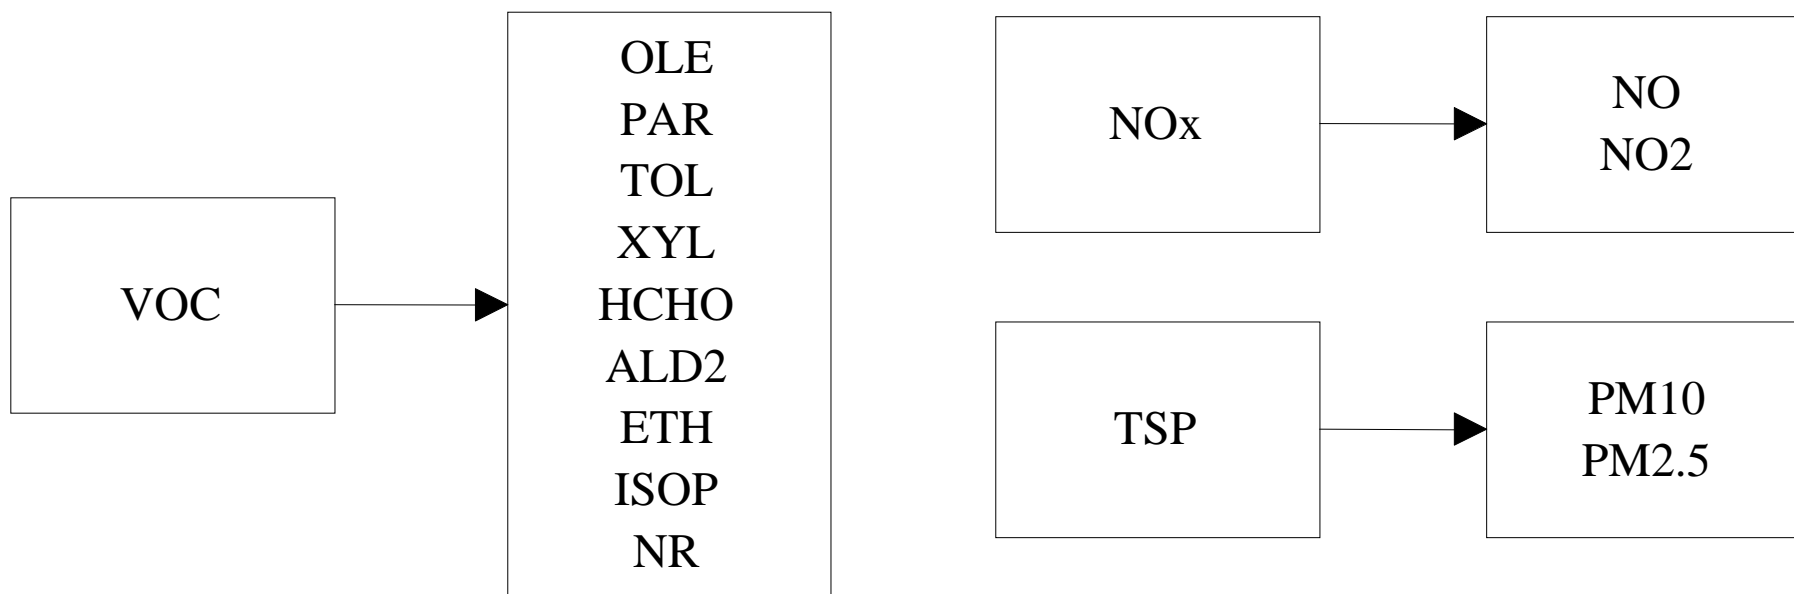 VOC
OLE
PAR
TOL
XYL
HCHO
ALD2
ETH
ISOP
NR
NOx
NO
NO2
TSP
PM10
PM2.5